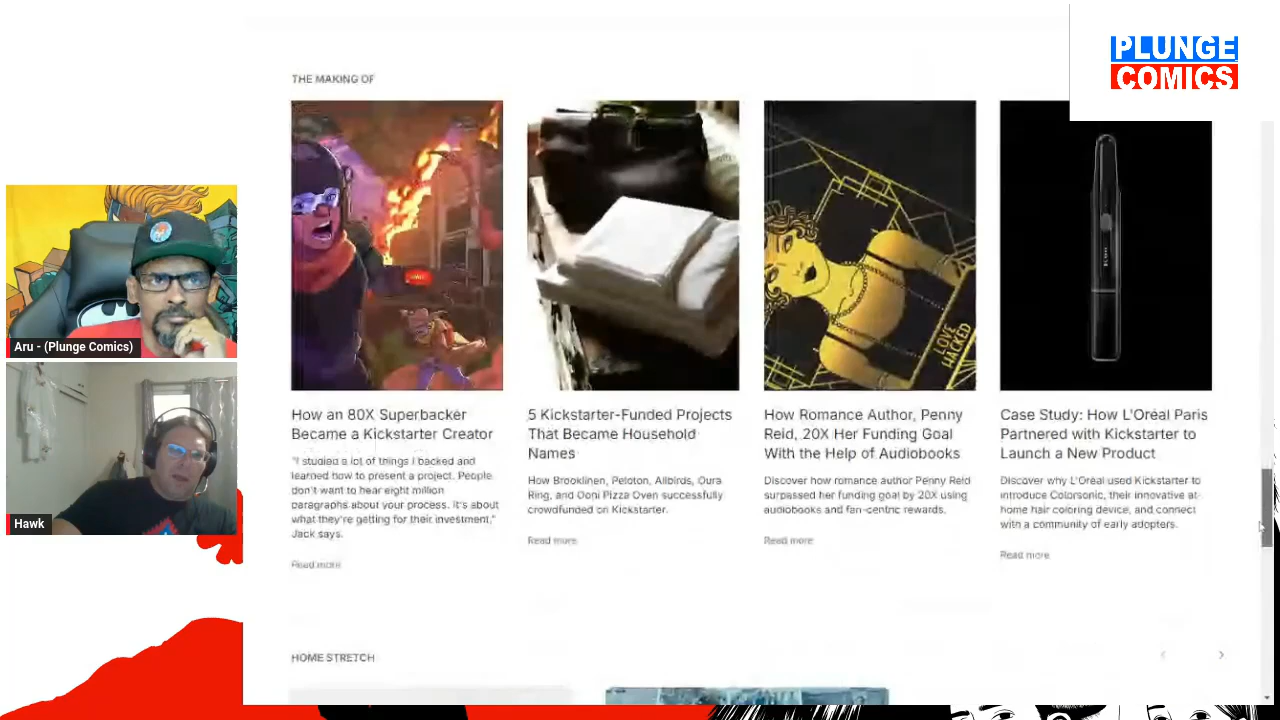 PLUNGE
COMICS
THE MAKING OF
LOVE
HACKED
How an 80X Superbacker
Became a Kickstarter Creator
"I studied a lot of things I backed and
learned how to present a project. People
don't want to hear eight million
paragraphs about your process. It's about
what they're getting for their investment,"
Jack says.
Read more
5 Kickstarter-Funded Projects
That Became Household
Names
How Brooklinen, Peloton, Allbirds, Oura
Ring, and Ooni Pizza Oven successfully
crowdfunded on Kickstarter.
Read more
How Romance Author, Penny
Reid, 20X Her Funding Goal
With the Help of Audiobooks
Discover how romance author Penny Reid
surpassed her funding goal by 20X using
audiobooks and fan-centric rewards.
Read more
Case Study: How L'Oréal Paris
Partnered with Kickstarter to
Launch a New Product
Discover why L'Oréal used Kickstarter to
introduce Colorsonic, their innovative at-
home hair coloring device, and connect
with a community of early adopters.
Read more
HOME STRETCH
Aru - (Plunge Comics)
Hawk